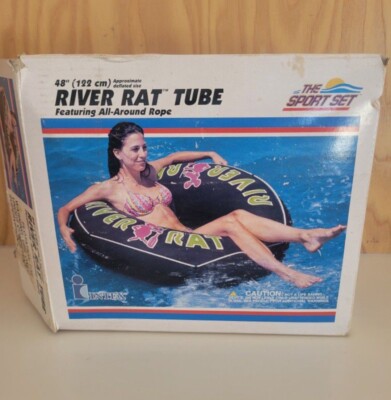 48" (122 cm) Approximate deflated size
RIVER RAT™ TUBE
Featuring All-Around Rope
THE
SPORT SET
RIVER RAT
RIVER RAT
INTEX
CAUTION: